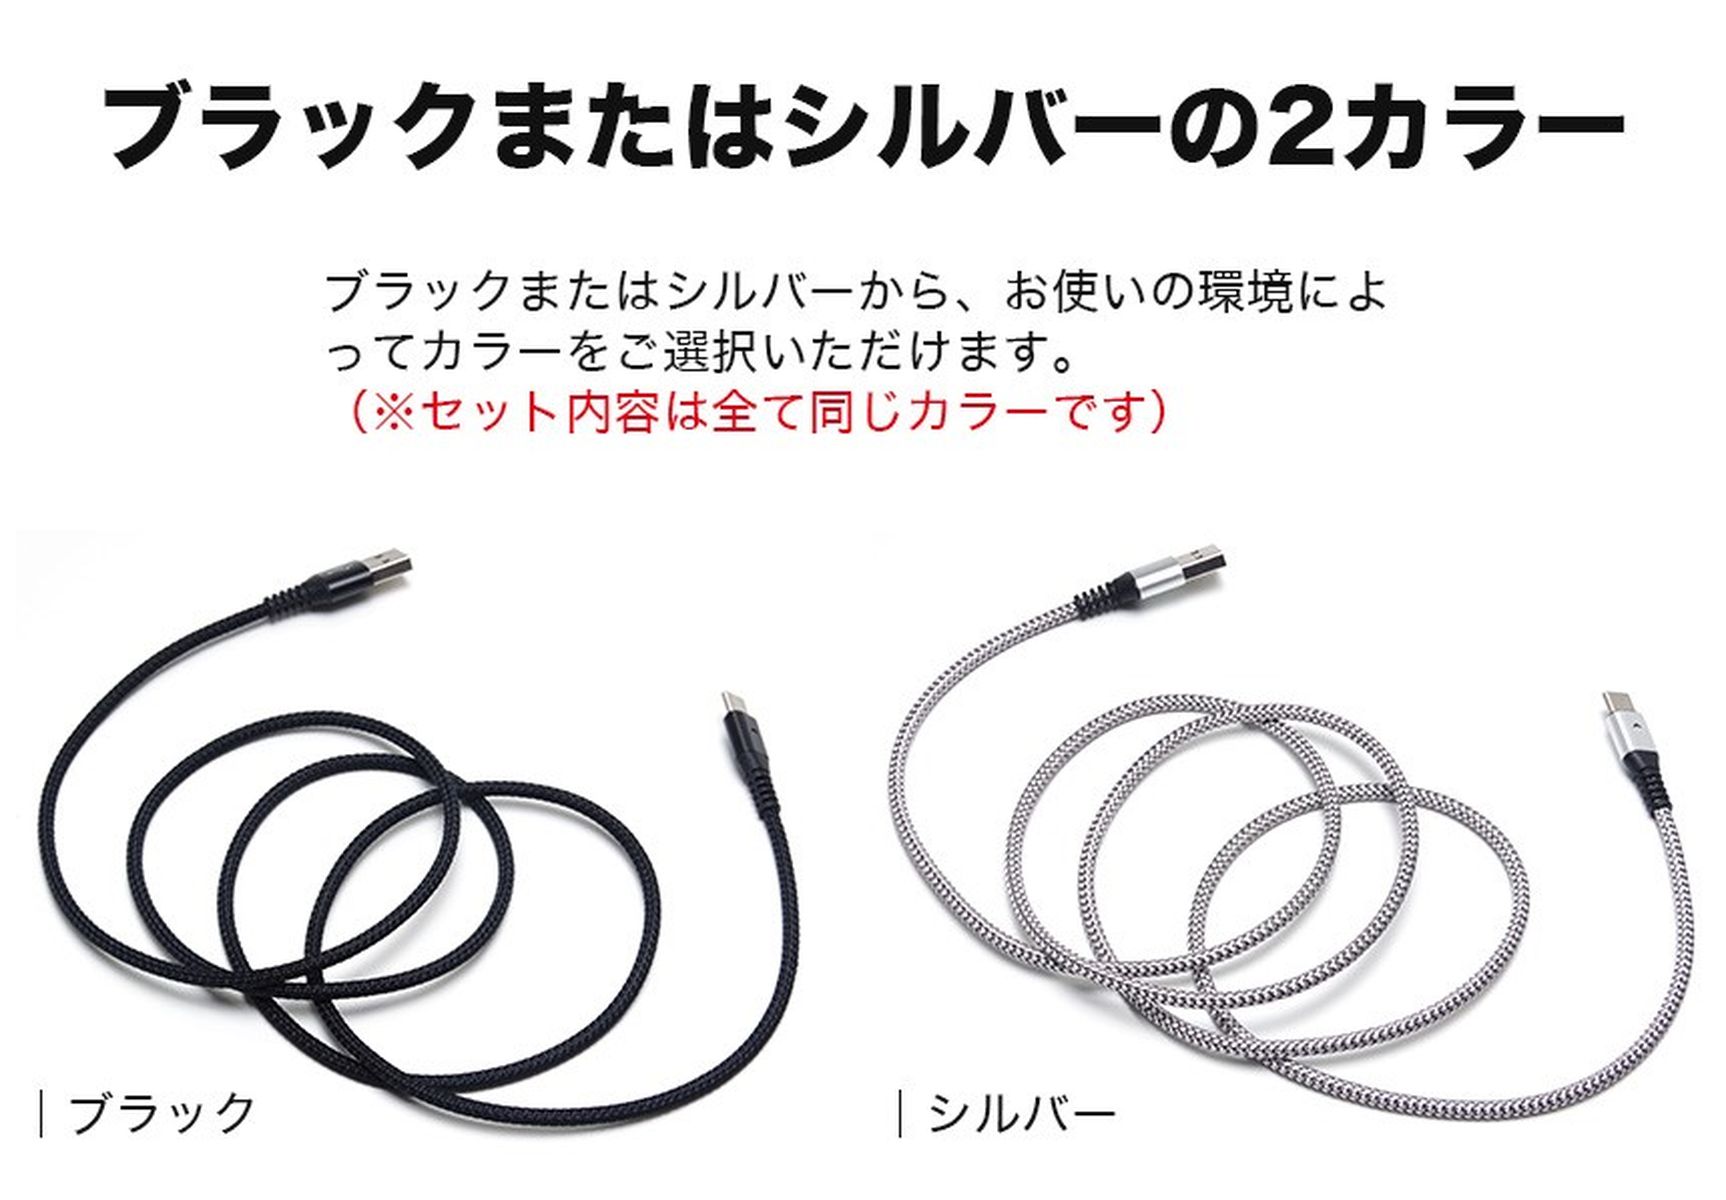 ブラックまたはシルバーの2カラー
ブラックまたはシルバーから、お使いの環境によ
ってカラーをご選択いただけます。
（※セット内容は全て同じカラーです）
ブラック
シルバー